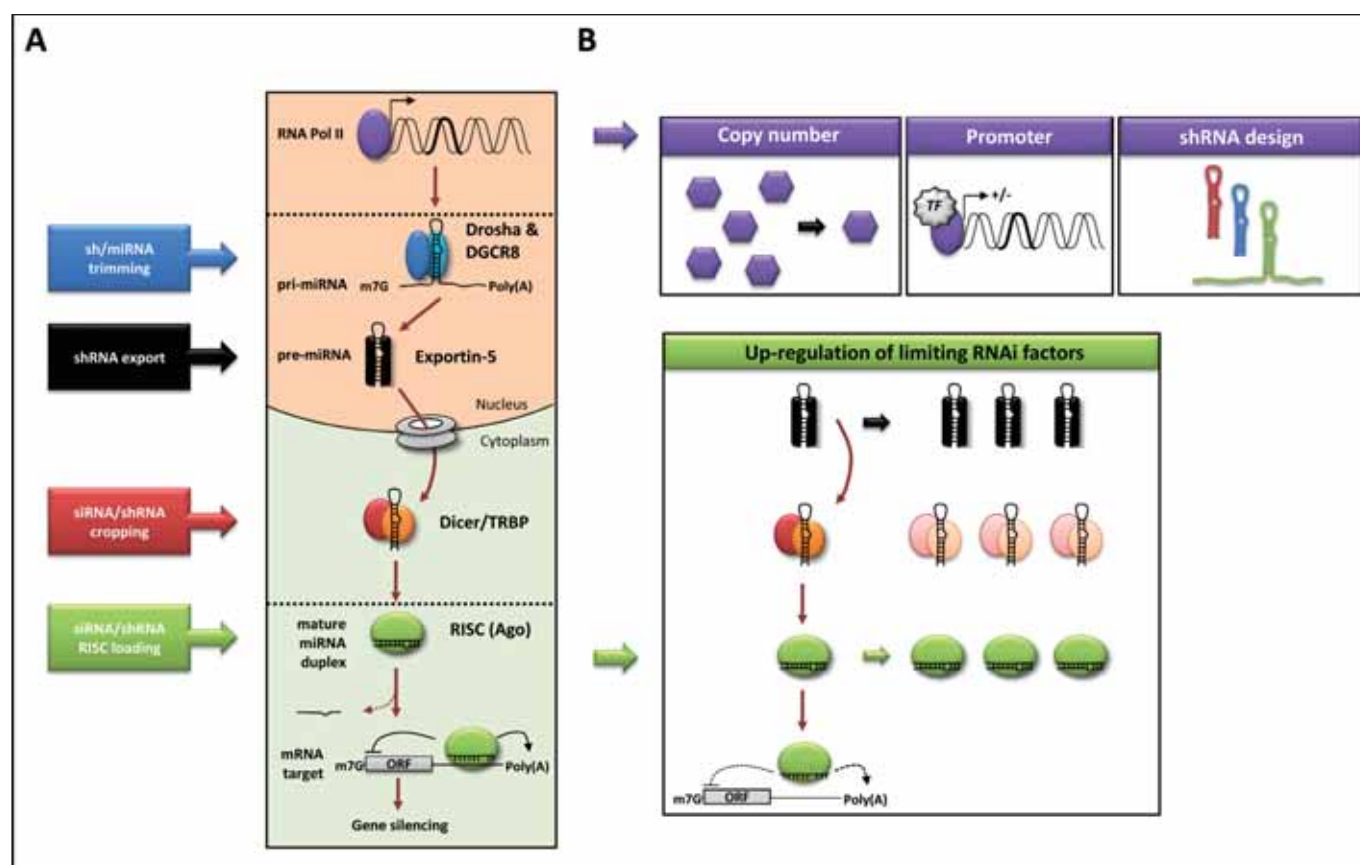 A
RNA Pol II
Drosha &
DGCR8
sh/miRNA
trimming
pri-miRNA
m7G
Poly(A)
shRNA export
pre-miRNA
Exportin-5
Nucleus
Cytoplasm
siRNA/shRNA
cropping
Dicer/TRBP
siRNA/shRNA
RISC loading
mature
miRNA
duplex
RISC (Ago)
mRNA
target
m7G
ORF
Poly(A)
Gene silencing
B
Copy number
Promoter
TF
+/-
shRNA design
Up-regulation of limiting RNAi factors
m7G
ORF
Poly(A)